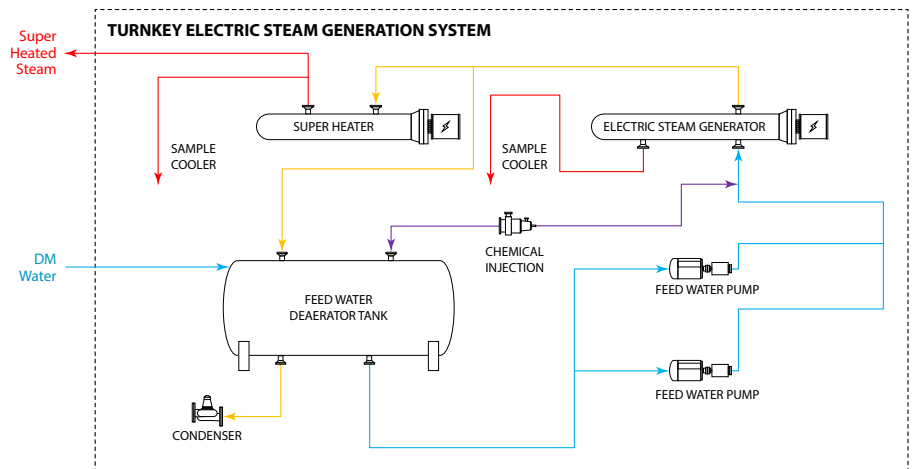 TURNKEY ELECTRIC STEAM GENERATION SYSTEM
Super
Heated
Steam
SUPER HEATER
ELECTRIC STEAM GENERATOR
SAMPLE
COOLER
SAMPLE
COOLER
DM
Water
CHEMICAL
INJECTION
FEED WATER
DEAERATOR TANK
FEED WATER PUMP
FEED WATER PUMP
CONDENSER